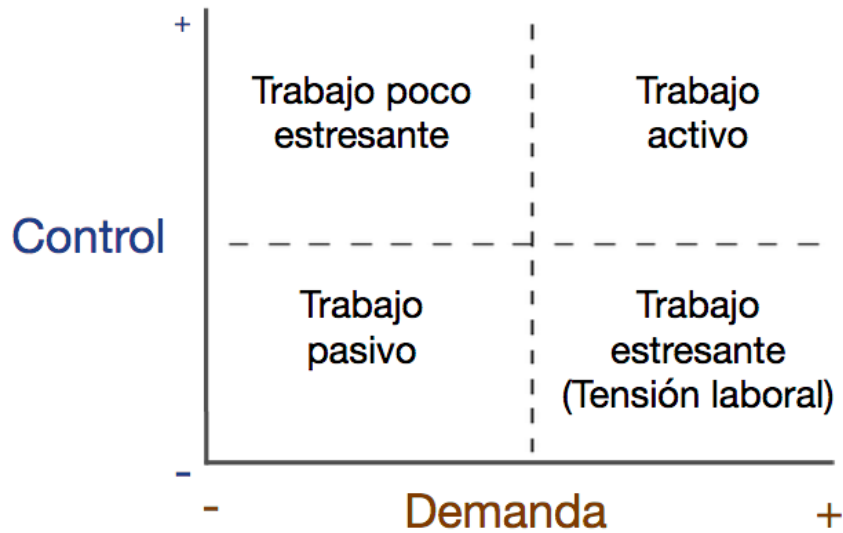 +
Trabajo poco
estresante
Trabajo
activo
Control
Trabajo
pasivo
Trabajo
estresante
(Tensión laboral)
-
-
Demanda
+